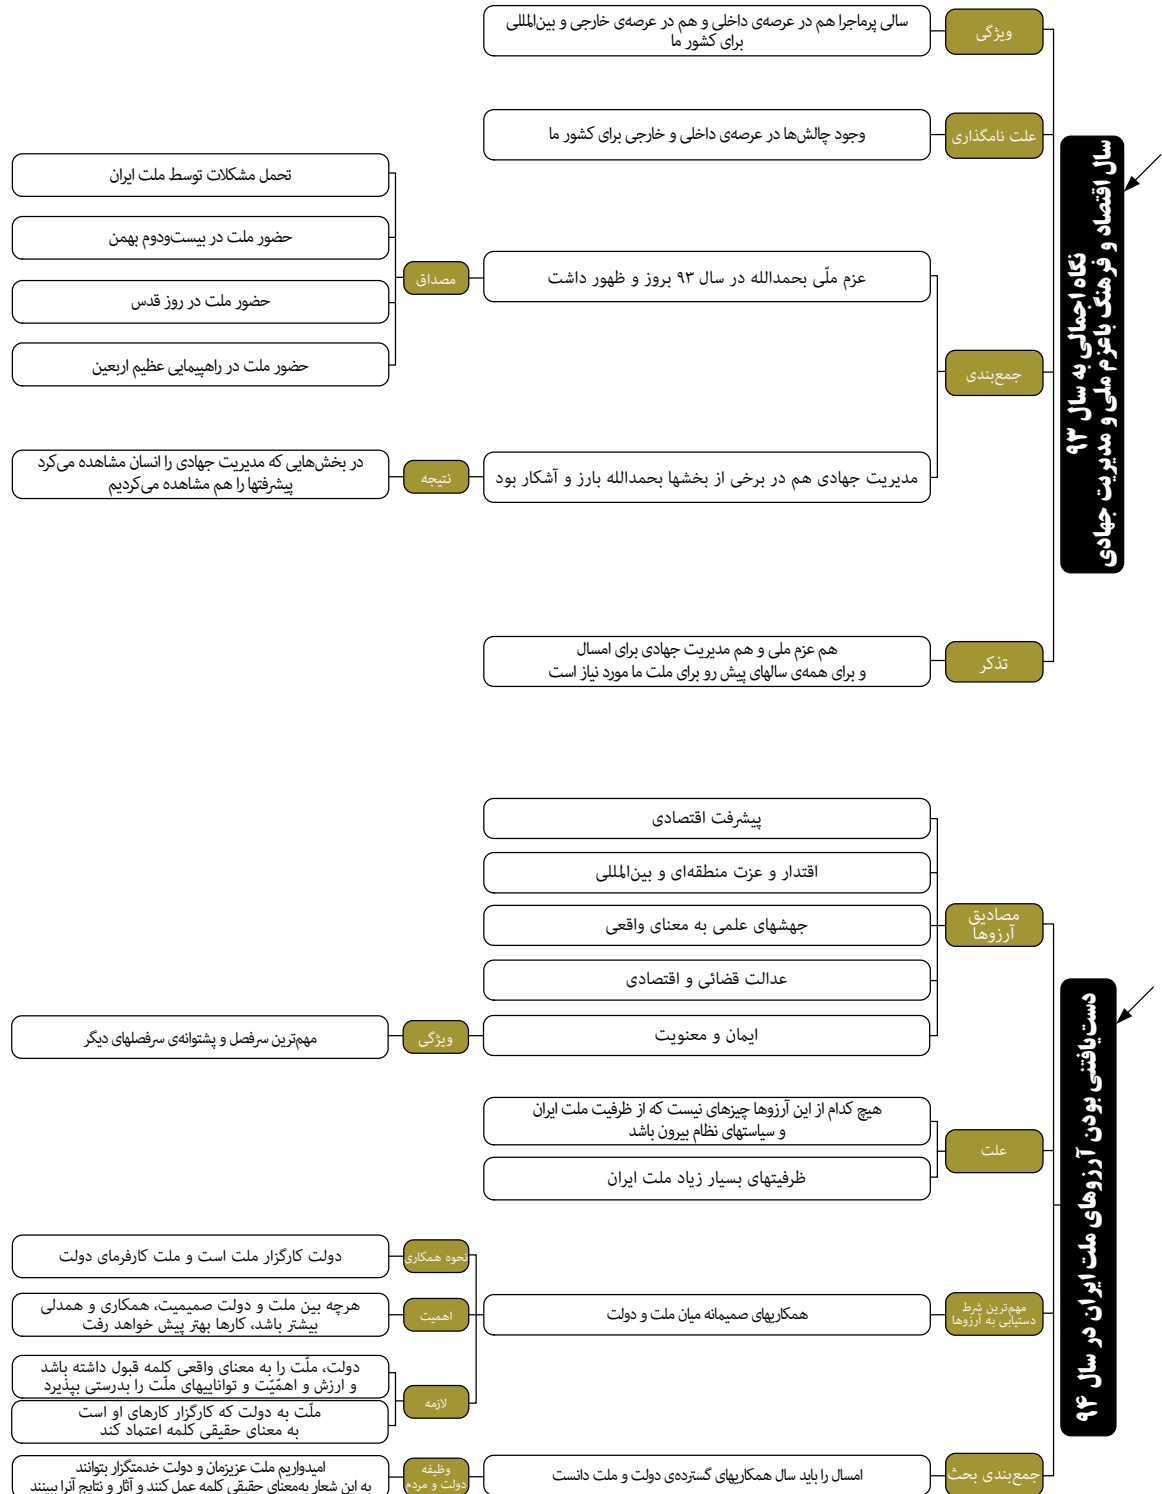 سال اقتصاد و فرهنگ باعزم ملی و مدیریت جهادی
نگاه اجمالی به سال ۹۳
ویژگی
سالی پرماجرا هم در عرصه‌ی داخلی و هم در عرصه‌ی خارجی و بین‌المللی
برای کشور ما
علت نامگذاری
وجود چالش‌ها در عرصه‌ی داخلی و خارجی برای کشور ما
جمع‌بندی
عزم ملّی بحمدالله در سال ۹۳ بروز و ظهور داشت
مصداق
تحمل مشکلات توسط ملت ایران
حضور ملت در بیست‌ودوم بهمن
حضور ملت در روز قدس
حضور ملت در راهپیمایی عظیم اربعین
مدیریت جهادی هم در برخی از بخشها بحمدالله بارز و آشکار بود
نتیجه
در بخش‌هایی که مدیریت جهادی را انسان مشاهده می‌کرد
پیشرفتها را هم مشاهده می‌کردیم
تذکر
هم عزم ملی و هم مدیریت جهادی برای امسال
و برای همه‌ی سالهای پیش رو برای ملت ما مورد نیاز است
دست‌یافتنی بودن آرزوهای ملت ایران در سال ۹۴
مصادیق
آرزوها
پیشرفت اقتصادی
اقتدار و عزت منطقه‌ای و بین‌المللی
جهشهای علمی به معنای واقعی
عدالت قضائی و اقتصادی
ایمان و معنویت
ویژگی
مهم‌ترین سرفصل و پشتوانه‌ی سرفصلهای دیگر
علت
هیچ کدام از این آرزوها چیزهای نیست که از ظرفیت ملت ایران
و سیاستهای نظام بیرون باشد
ظرفیتهای بسیار زیاد ملت ایران
مهم‌ترین شرط
دستیابی به آرزوها
همکاریهای صمیمانه میان ملت و دولت
نحوه همکاری
دولت کارگزار ملت است و ملت کارفرمای دولت
اهمیت
هرچه بین ملت و دولت صمیمیت، همکاری و همدلی
بیشتر باشد، کارها بهتر پیش خواهد رفت
لازمه
دولت، ملّت را به معنای واقعی کلمه قبول داشته باشد
و ارزش و اهمّیّت و تواناییهای ملّت را بدرستی بپذیرد
ملّت به دولت که کارگزار کارهای او است
به معنای حقیقی کلمه اعتماد کند
جمع‌بندی بحث
امسال را باید سال همکاریهای گسترده‌ی دولت و ملت دانست
وظیفه
دولت و مردم
امیدواریم ملت عزیزمان و دولت خدمتگزار بتوانند
به این شعار به‌معنای حقیقی کلمه عمل کنند و آثار و نتایج آنرا ببینند